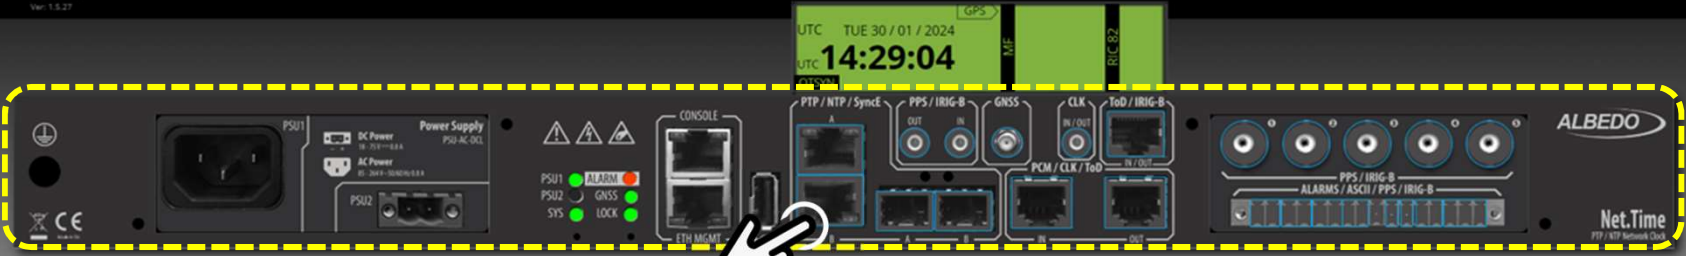 Ver: 1.5.27
GPS
UTC TUE 30 / 01 / 2024
UTC 14:29:04
MF
RIC 82
PSU1
Power Supply
PSU-AC-DCL
DC Power
AC Power
PSU2
CE
PSU1 ALARM
PSU2 GNSS
SYS LOCK
CONSOLE
ETH MGMT
PTP / NTP / SyncE
A
B
A B
PPS / IRIG-B
OUT IN
GNSS
CLK
IN / OUT
ToD / IRIG-B
IN / OUT
PCM / CLK / ToD
IN OUT
1 2 3 4 5
PPS / IRIG-B
ALARMS / ASCII / PPS / IRIG-B
ALBEDO
Net.Time
PTP / NTP Network Clock